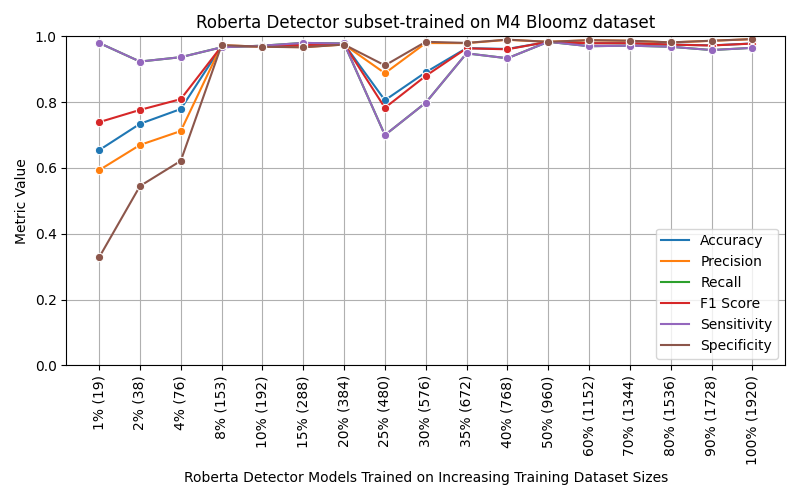 Roberta Detector subset-trained on M4 Bloomz dataset
Metric Value
1.0
0.8
0.6
0.4
0.2
0.0
Accuracy
Precision
Recall
F1 Score
Sensitivity
Specificity
1% (19)
2% (38)
4% (76)
8% (153)
10% (192)
15% (288)
20% (384)
25% (480)
30% (576)
35% (672)
40% (768)
50% (960)
60% (1152)
70% (1344)
80% (1536)
90% (1728)
100% (1920)
Roberta Detector Models Trained on Increasing Training Dataset Sizes